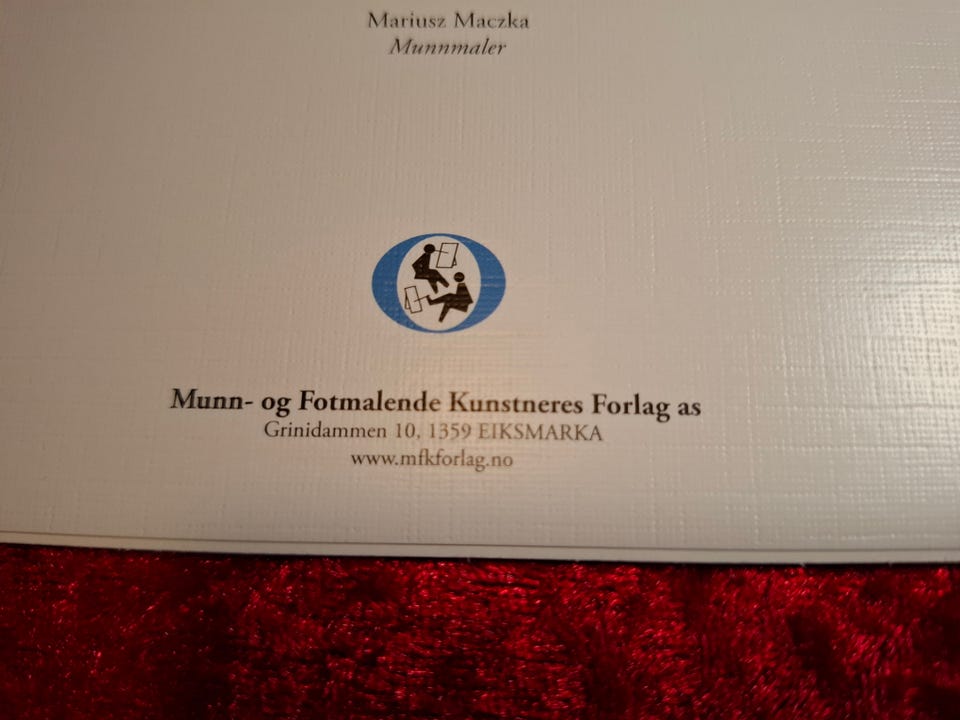 Mariusz Maczka
Munnmaler
Munn- og Fotmalende Kunstneres Forlag as
Grinidammen 10, 1359 EIKSMARKA
www.mfkforlag.no